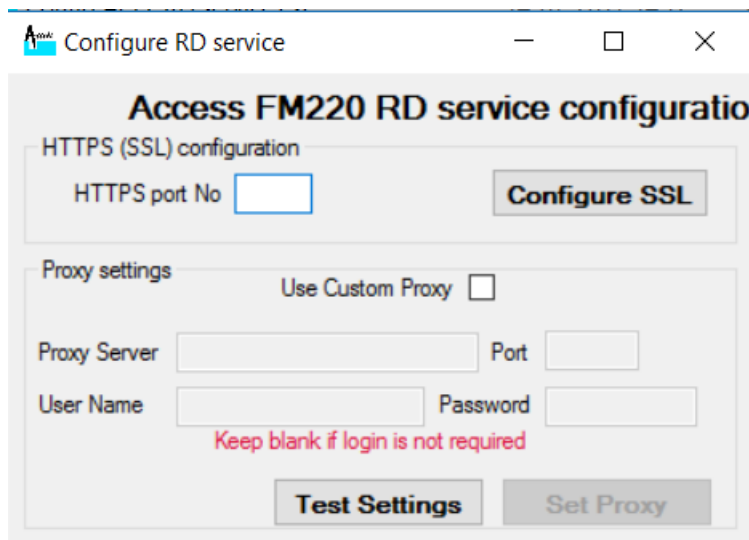 Configure RD service
Access FM220 RD service configuratio
HTTPS (SSL) configuration
HTTPS port No
Configure SSL
Proxy settings
Use Custom Proxy
Proxy Server
Port
User Name
Password
Keep blank if login is not required
Test Settings
Set Proxy